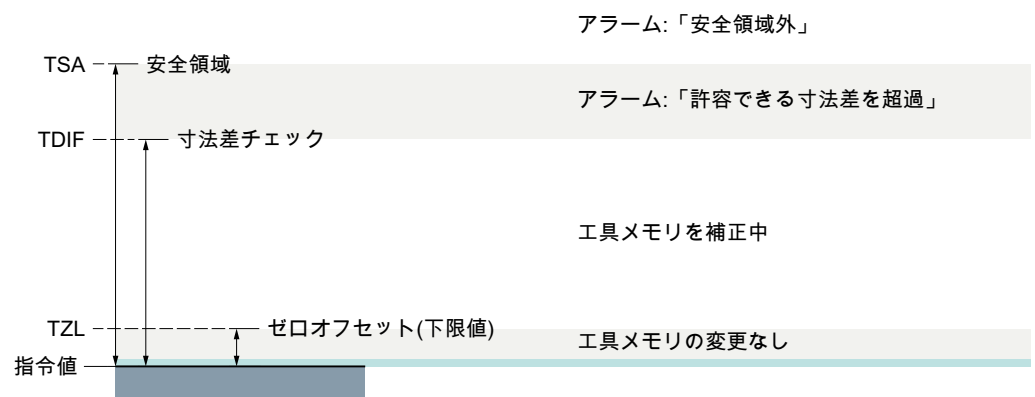 アラーム:「安全領域外」
TSA 安全領域
アラーム:「許容できる寸法差を超過」
TDIF 寸法差チェック
工具メモリを補正中
TZL ゼロオフセット(下限値)
工具メモリの変更なし
指令値